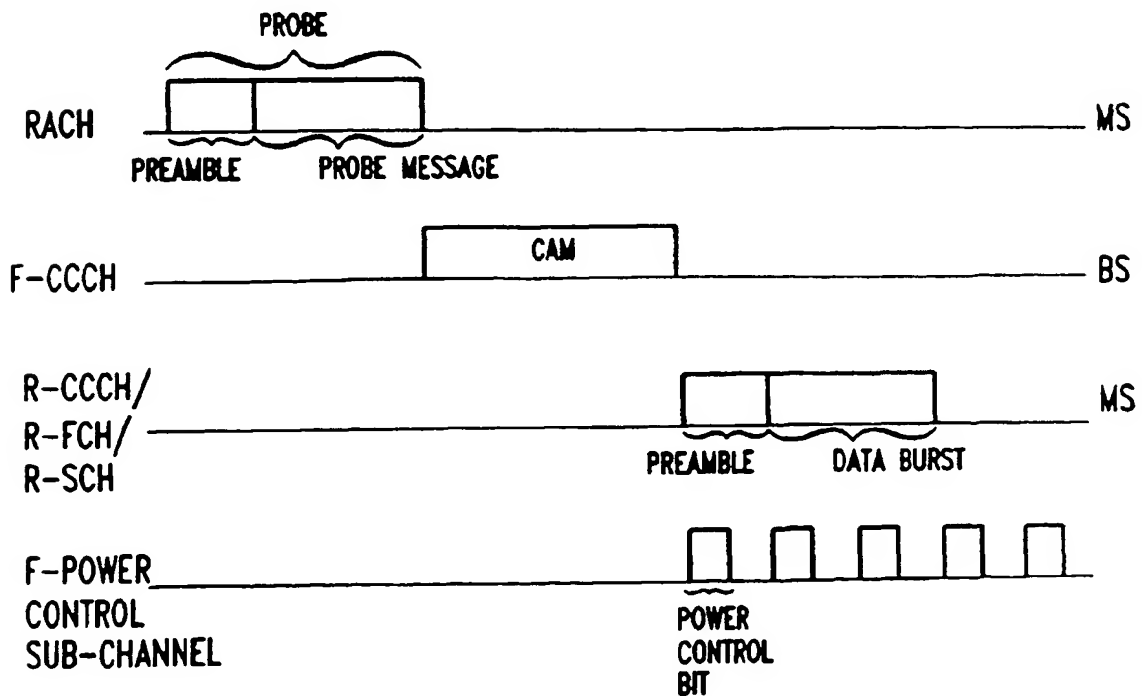 PROBE
RACH
MS
PREAMBLE
PROBE MESSAGE
CAM
F-CCCH
BS
R-CCCH/
R-FCH/
R-SCH
MS
PREAMBLE
DATA BURST
F-POWER
CONTROL
SUB-CHANNEL
POWER
CONTROL
BIT